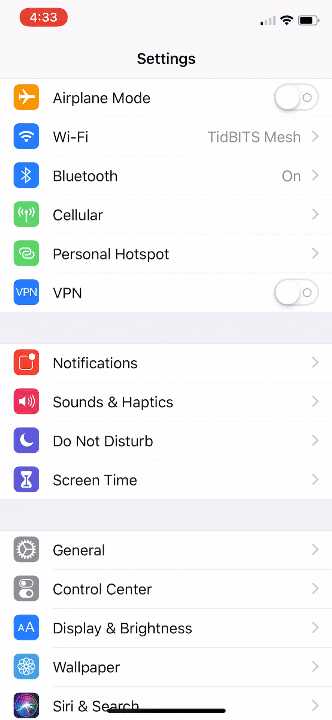 4:33
Settings
Airplane Mode
Wi-Fi TidBITS Mesh
Bluetooth On
Cellular
Personal Hotspot
VPN VPN
Notifications
Sounds & Haptics
Do Not Disturb
Screen Time
General
Control Center
AA Display & Brightness
Wallpaper
Siri & Search